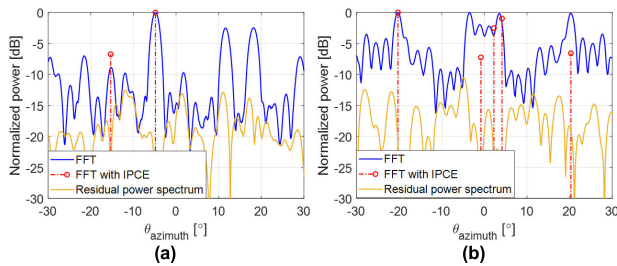 Normalized power [dB]
0
-5
-10
-15
-20
-25
-30
FFT
FFT with IPCE
Residual power spectrum
-30 -20 -10 0 10 20 30
θazimuth [°]
(a)
Normalized power [dB]
0
-5
-10
-15
-20
-25
-30
FFT
FFT with IPCE
Residual power spectrum
-30 -20 -10 0 10 20 30
θazimuth [°]
(b)